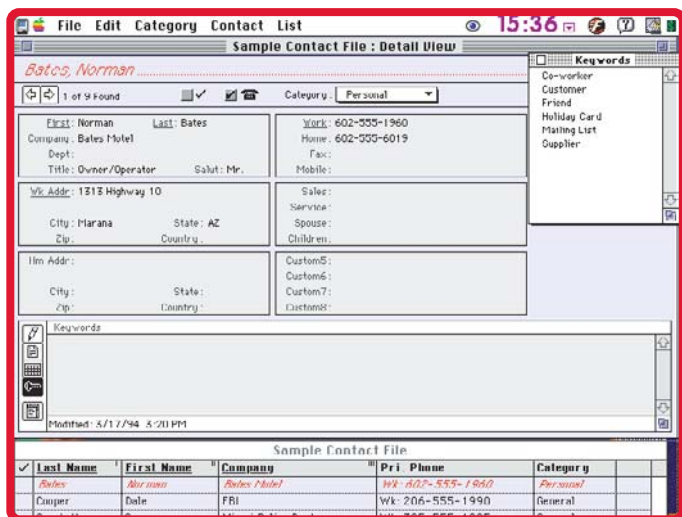 File Edit Category Contact List 15:36
Sample Contact File : Detail View
Bates, Norman
1 of 9 Found Category: Personal
Keywords
Co-worker
Customer
Friend
Holiday Card
Mailing List
Supplier
First: Norman Last: Bates
Company: Bates Motel
Dept:
Title: Owner/Operator Salut: Mr.
Work: 602-555-1960
Home: 602-555-6019
Fax:
Mobile:
Wk Addr: 1313 Highway 10
City: Marana State: AZ
Zip: Country:
Sales:
Service:
Spouse:
Children:
Hm Addr:
City: State:
Zip: Country:
Custom5:
Custom6:
Custom7:
Custom8:
Keywords
Modified: 3/17/94 3:20 PM
Sample Contact File
Last Name First Name Company Pri. Phone Category
Bates Norman Bates Motel Wk: 602-555-1960 Personal
Cooper Dale FBI Wk: 206-555-1990 General